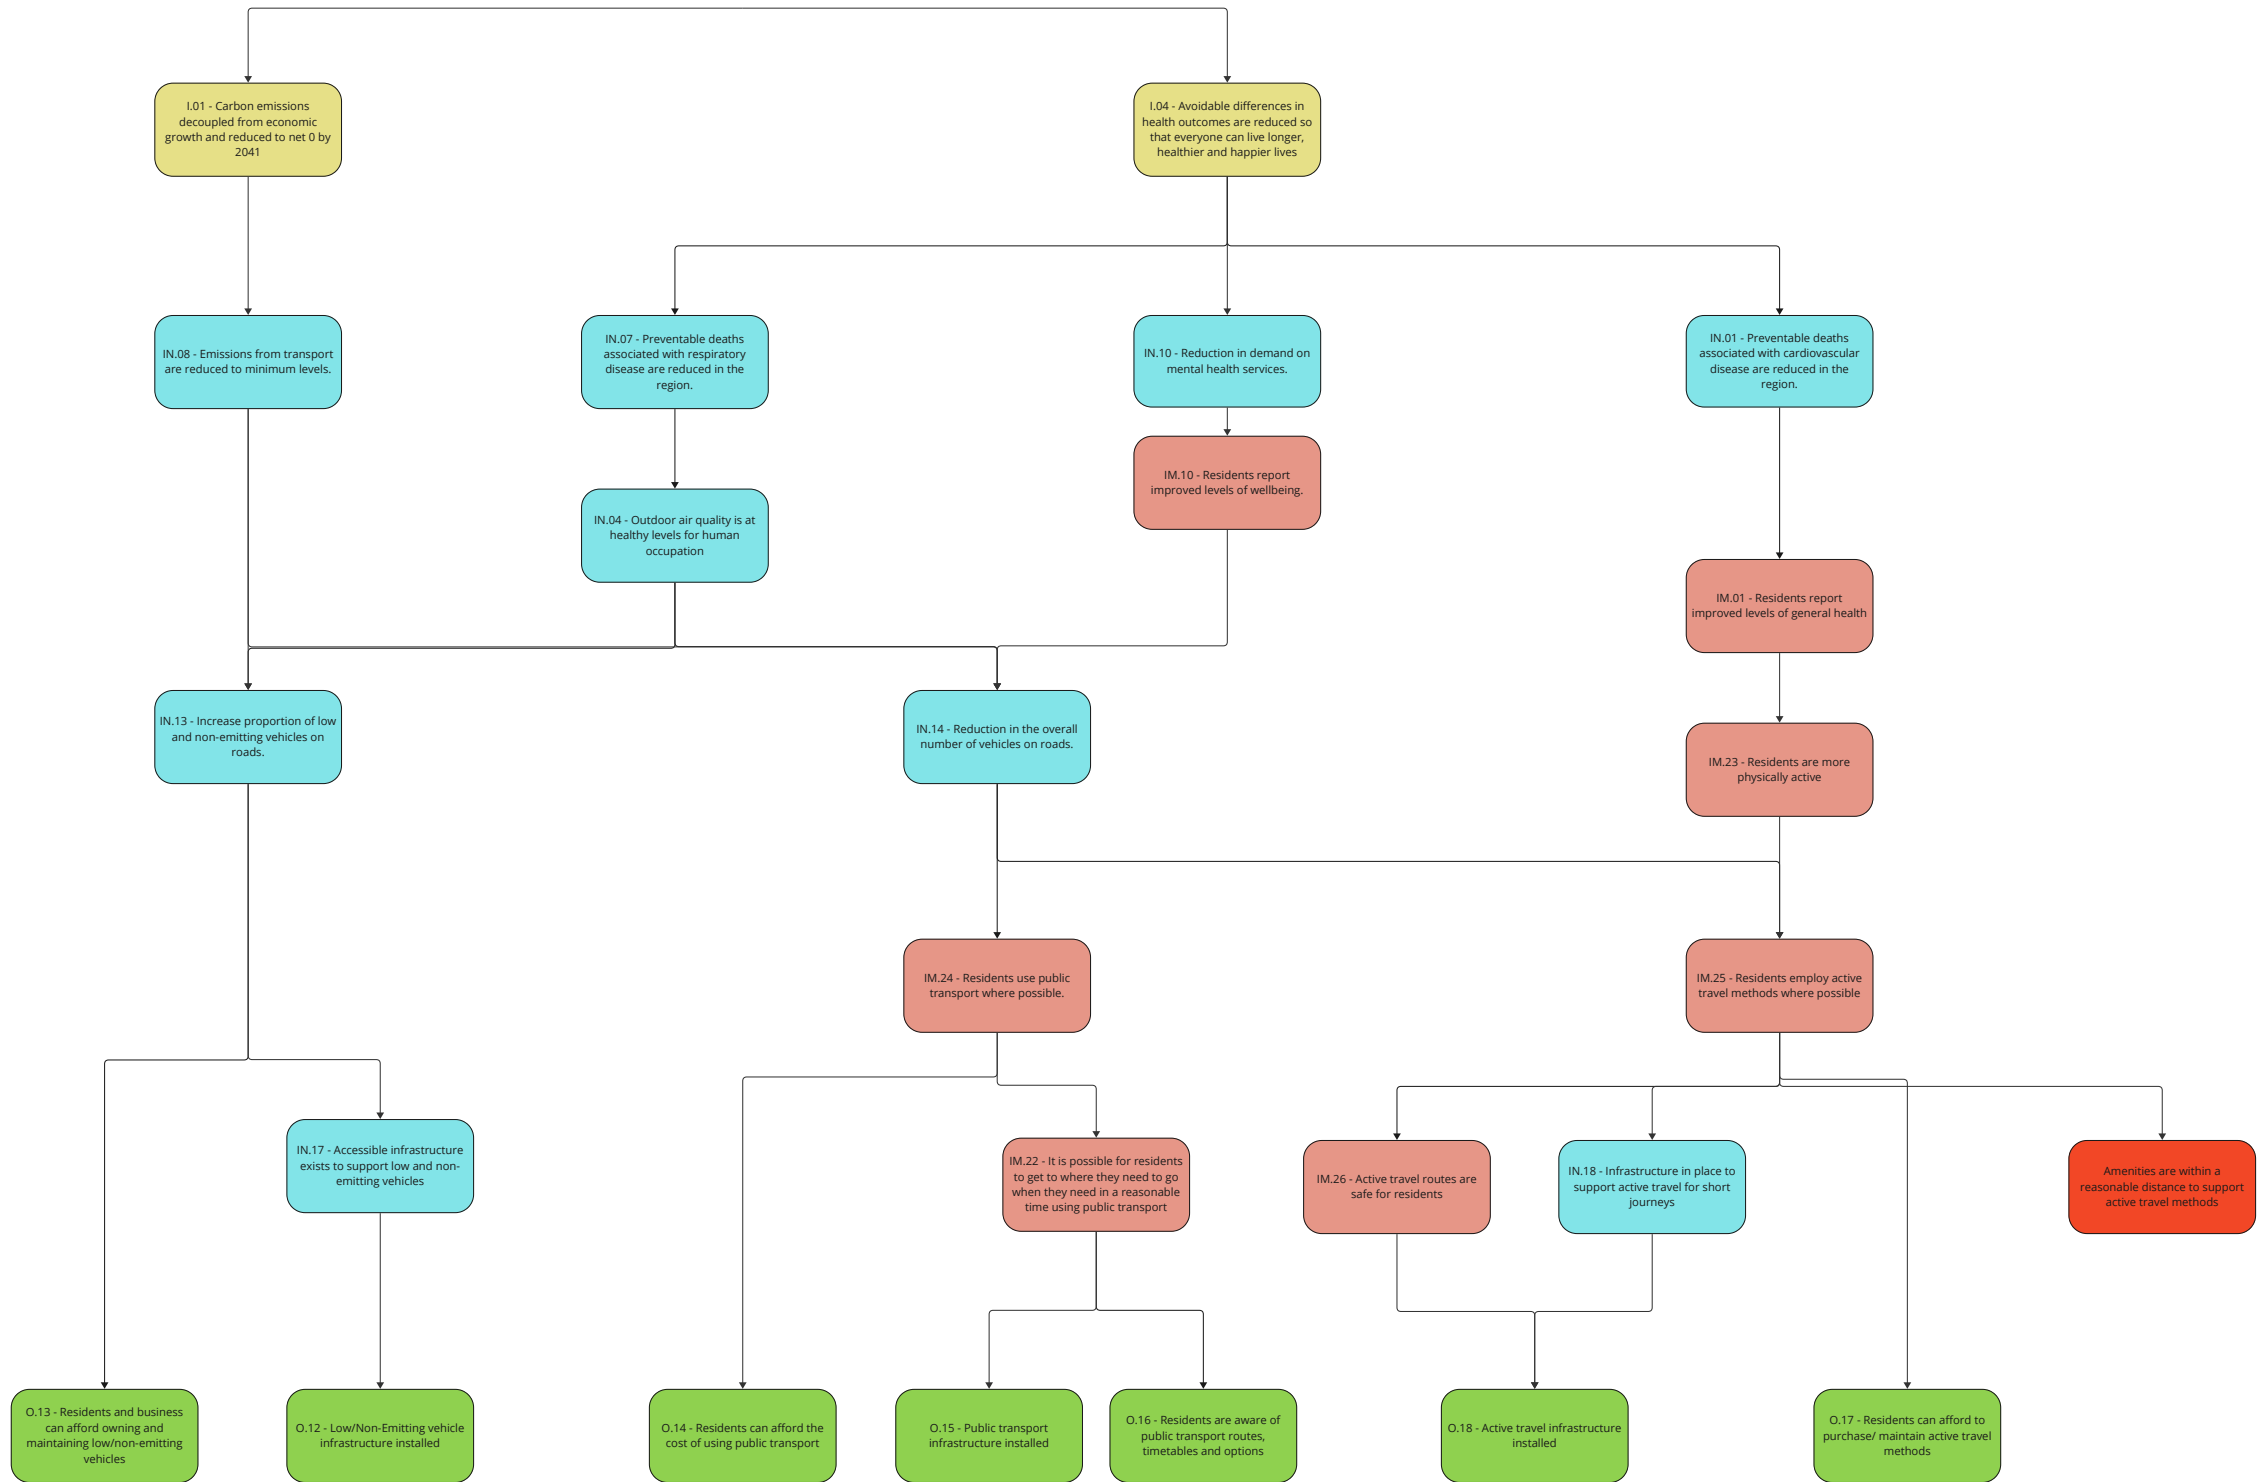 I.01 - Carbon emissions
decoupled from economic
growth and reduced to net 0 by
2041
I.04 - Avoidable differences in
health outcomes are reduced so
that everyone can live longer,
healthier and happier lives
IN.08 - Emissions from transport
are reduced to minimum levels.
IN.07 - Preventable deaths
associated with respiratory
disease are reduced in the
region.
IN.10 - Reduction in demand on
mental health services.
IN.01 - Preventable deaths
associated with cardiovascular
disease are reduced in the
region.
IM.10 - Residents report
improved levels of wellbeing.
IN.04 - Outdoor air quality is at
healthy levels for human
occupation
IM.01 - Residents report
improved levels of general health
IN.13 - Increase proportion of low
and non-emitting vehicles on
roads.
IN.14 - Reduction in the overall
number of vehicles on roads.
IM.23 - Residents are more
physically active
IM.24 - Residents use public
transport where possible.
IM.25 - Residents employ active
travel methods where possible
IN.17 - Accessible infrastructure
exists to support low and non-
emitting vehicles
IM.22 - It is possible for residents
to get to where they need to go
when they need in a reasonable
time using public transport
IM.26 - Active travel routes are
safe for residents
IN.18 - Infrastructure in place to
support active travel for short
journeys
Amenities are within a
reasonable distance to support
active travel methods
O.13 - Residents and business
can afford owning and
maintaining low/non-emitting
vehicles
O.12 - Low/Non-Emitting vehicle
infrastructure installed
O.14 - Residents can afford the
cost of using public transport
O.15 - Public transport
infrastructure installed
O.16 - Residents are aware of
public transport routes,
timetables and options
O.18 - Active travel infrastructure
installed
O.17 - Residents can afford to
purchase/ maintain active travel
methods